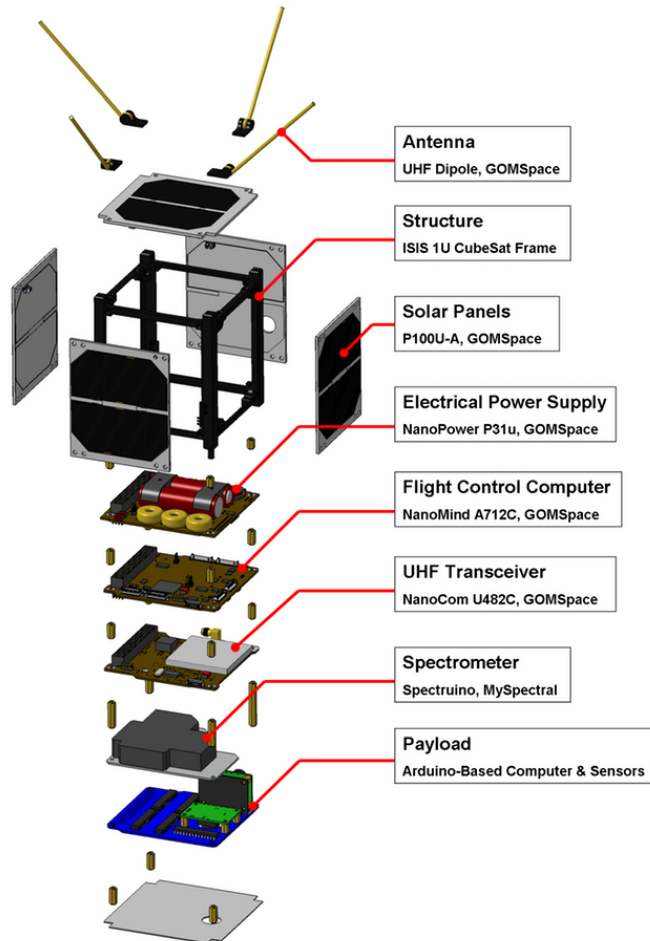 Antenna
UHF Dipole, GOMSpace
Structure
ISIS 1U CubeSat Frame
Solar Panels
P100U-A, GOMSpace
Electrical Power Supply
NanoPower P31u, GOMSpace
Flight Control Computer
NanoMind A712C, GOMSpace
UHF Transceiver
NanoCom U482C, GOMSpace
Spectrometer
Spectruino, MySpectral
Payload
Arduino-Based Computer & Sensors